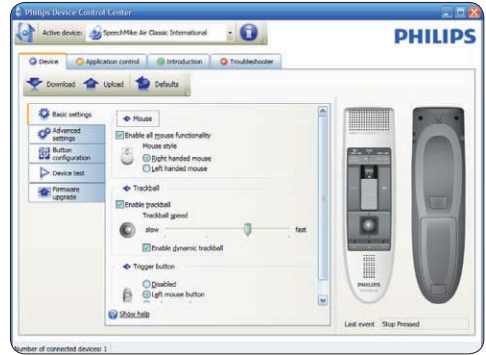 Philips Device Control Center
Active device: SpeechMike Air Classic International
PHILIPS
Device Application control Introduction Troubleshooter
Download Upload Defaults
Basic settings
Advanced settings
Button configuration
Device test
Firmware upgrade
Mouse
Enable all mouse functionality
Mouse style
Right handed mouse
Left handed mouse
Trackball
Enable trackball
Trackball speed
slow fast
Enable dynamic trackball
Trigger button
Disabled
Left mouse button
Show help
PHILIPS
Last event Stop Pressed
Number of connected devices: 1